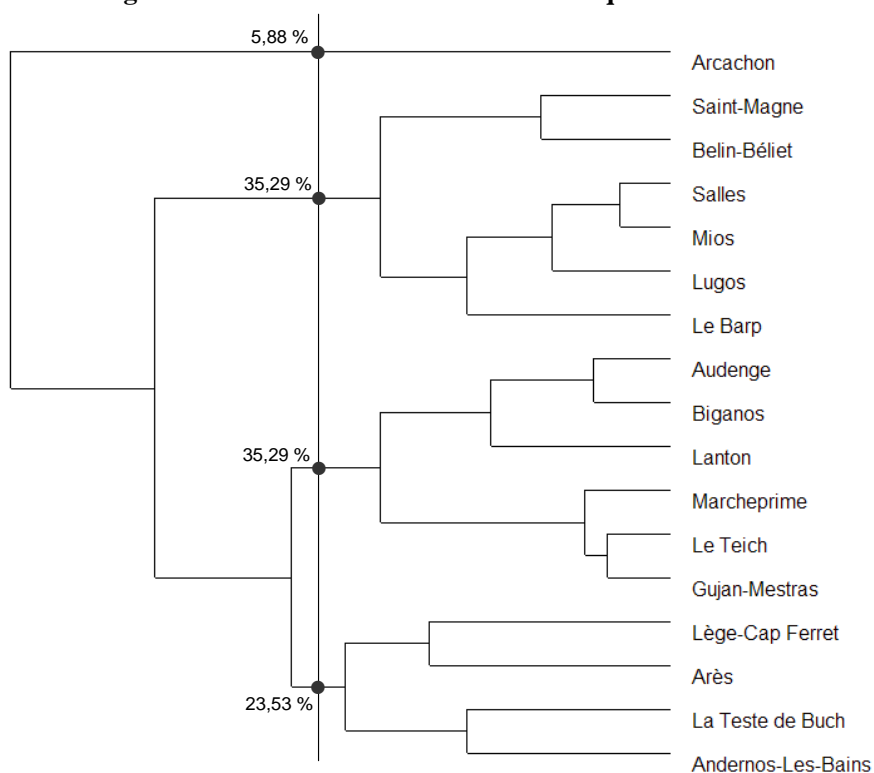 5,88 %
Arcachon
Saint-Magne
Belin-Béliet
35,29 %
Salles
Mios
Lugos
Le Barp
Audenge
Biganos
35,29 %
Lanton
Marcheprime
Le Teich
Gujan-Mestras
Lège-Cap Ferret
Arès
23,53 %
La Teste de Buch
Andernos-Les-Bains